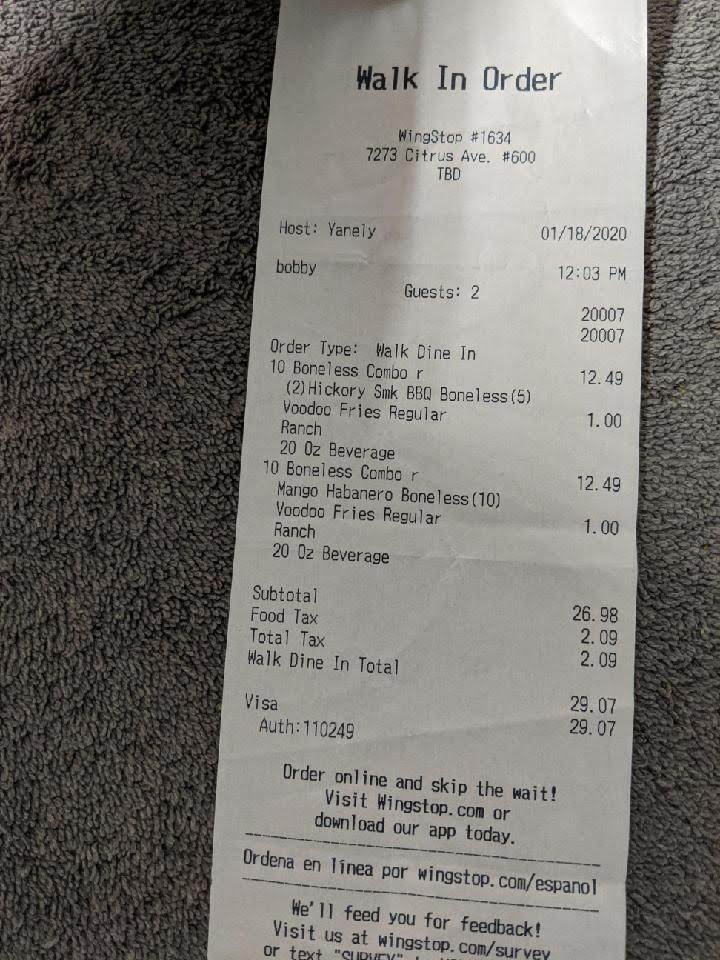 Walk In Order
WingStop #1634
7273 Citrus Ave. #600
TBD
Host: Yanely 01/18/2020
bobby 12:03 PM
Guests: 2
20007
20007
Order Type: Walk Dine In
10 Boneless Combo r 12.49
(2)Hickory Smk BBQ Boneless(5)
Voodoo Fries Regular 1.00
Ranch
20 Oz Beverage
10 Boneless Combo r 12.49
Mango Habanero Boneless(10)
Voodoo Fries Regular 1.00
Ranch
20 Oz Beverage
Subtotal 26.98
Food Tax 2.09
Total Tax 2.09
Walk Dine In Total 29.07
Visa 29.07
Auth:110249
Order online and skip the wait!
Visit Wingstop.com or
download our app today.
Ordena en línea por wingstop.com/espanol
We'll feed you for feedback!
Visit us at wingstop.com/survey
or text "SURVEY"